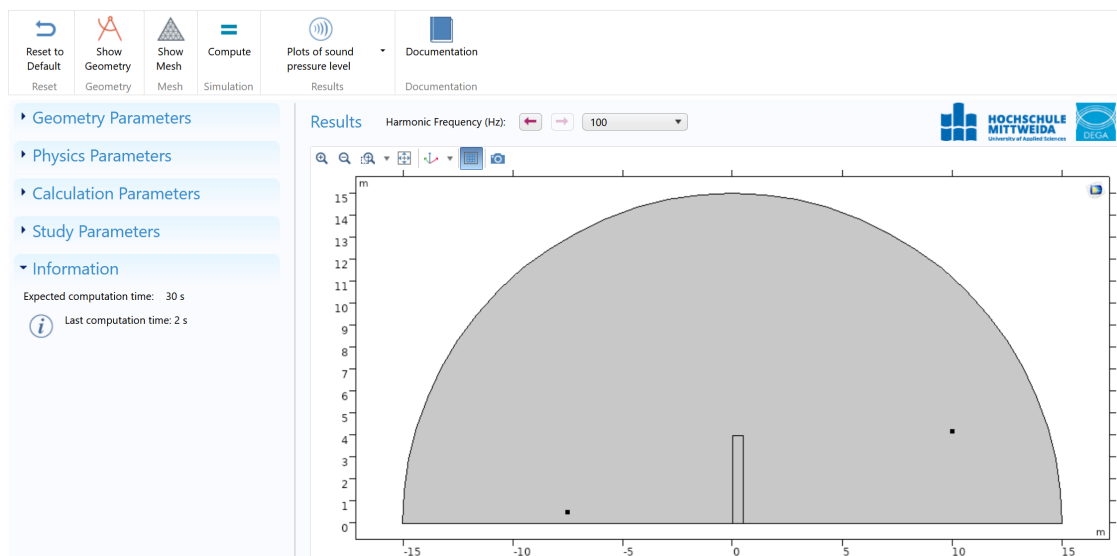 Reset to
Default
Reset
Show
Geometry
Geometry
Show
Mesh
Mesh
Compute
Simulation
Plots of sound
pressure level
Results
Documentation
Documentation
Geometry Parameters
Physics Parameters
Calculation Parameters
Study Parameters
Information
Expected computation time: 30 s
i
Last computation time: 2 s
Results Harmonic Frequency (Hz): 100
HOCHSCHULE
MITTWEIDA
University of Applied Sciences
DEGA
m
15
14
13
12
11
10
9
8
7
6
5
4
3
2
1
0
-15 -10 -5 0 5 10 15
m